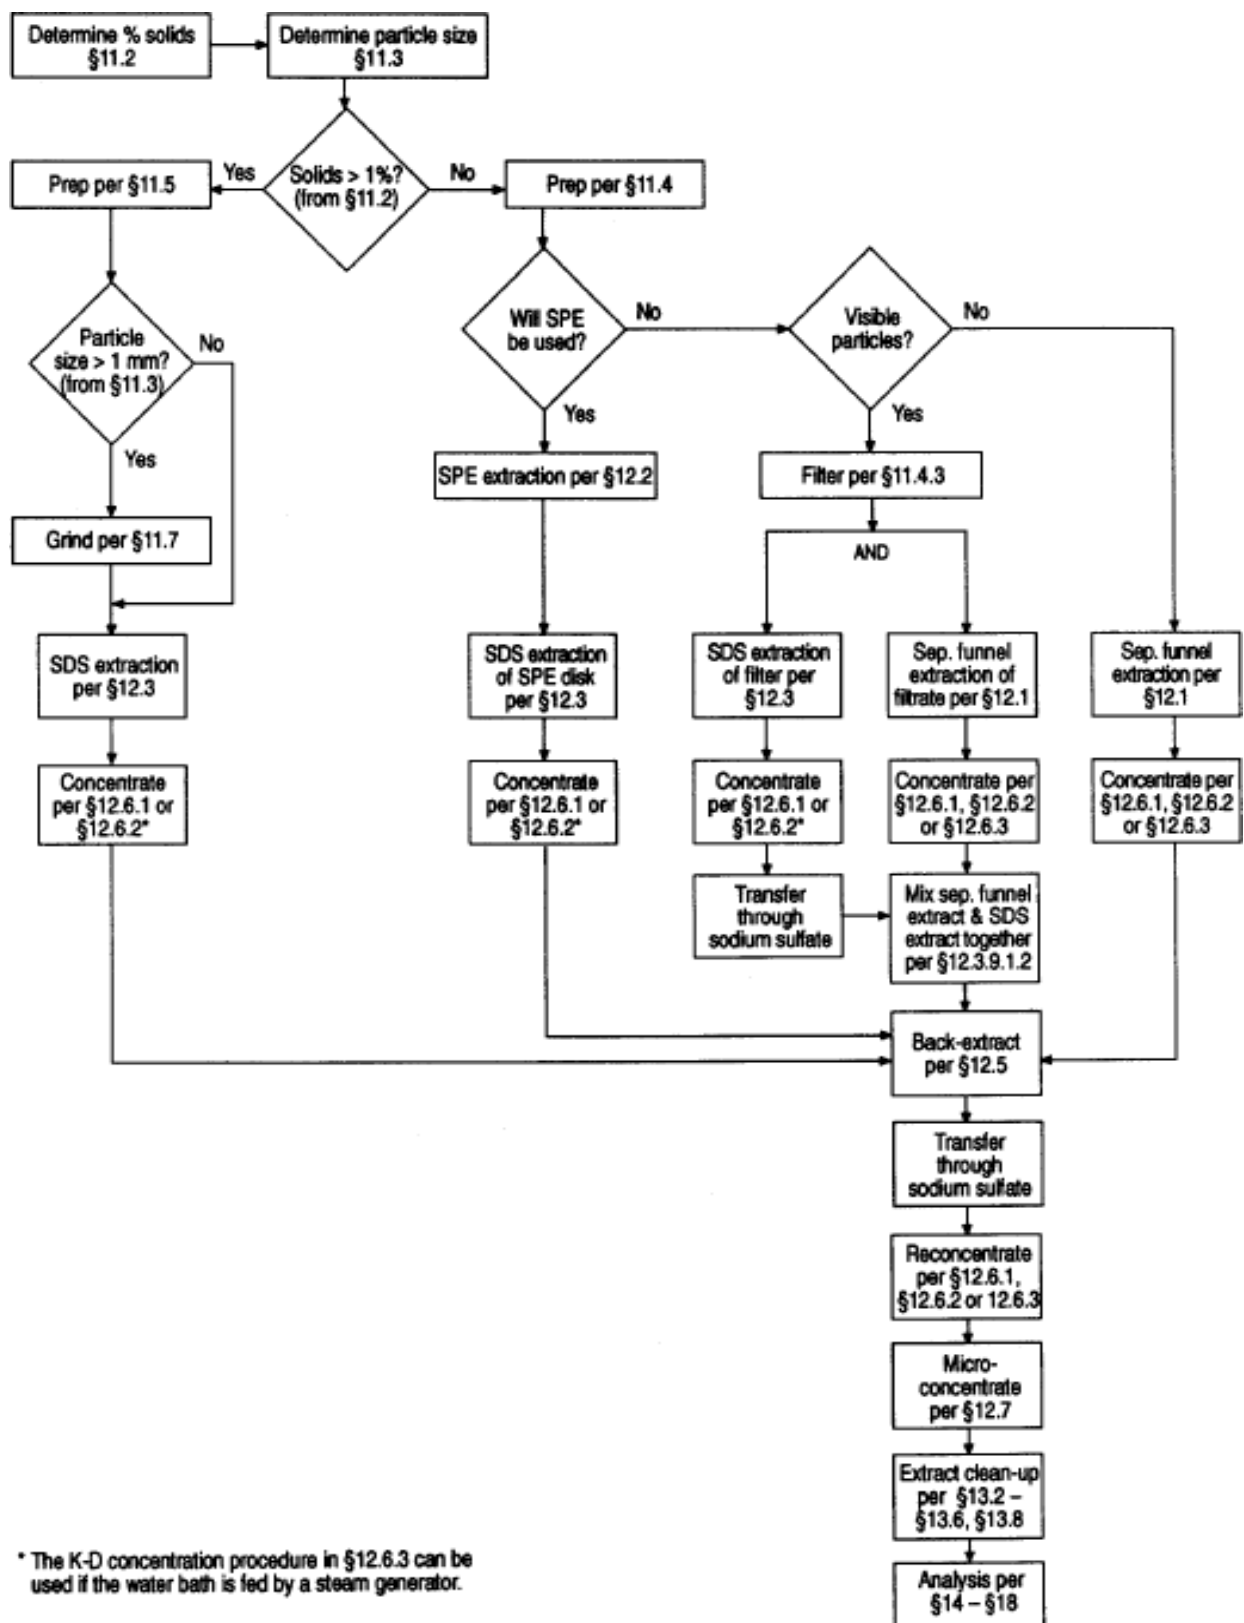 Determine % solids
§11.2
Determine particle size
§11.3
Solids > 1%?
(from §11.2)
Yes
No
Prep per §11.5
Prep per §11.4
Particle
size > 1 mm?
(from §11.3)
No
Yes
Will SPE
be used?
No
Yes
Visible
particles?
No
Yes
Grind per §11.7
SPE extraction per §12.2
Filter per §11.4.3
AND
SDS extraction
per §12.3
SDS extraction
of SPE disk
per §12.3
SDS extraction
of filter per
§12.3
Sep. funnel
extraction of
filtrate per §12.1
Sep. funnel
extraction per
§12.1
Concentrate
per §12.6.1 or
§12.6.2*
Concentrate
per §12.6.1 or
§12.6.2*
Concentrate
per §12.6.1 or
§12.6.2*
Concentrate per
§12.6.1, §12.6.2
or §12.6.3
Concentrate per
§12.6.1, §12.6.2
or §12.6.3
Transfer
through
sodium sulfate
Mix sep. funnel
extract & SDS
extract together
per §12.3.9.1.2
Back-extract
per §12.5
Transfer
through
sodium sulfate
Reconcentrate
per §12.6.1,
§12.6.2 or 12.6.3
Micro-
concentrate
per §12.7
Extract clean-up
per §13.2 –
§13.6, §13.8
Analysis per
§14 – §18
* The K-D concentration procedure in §12.6.3 can be
used if the water bath is fed by a steam generator.